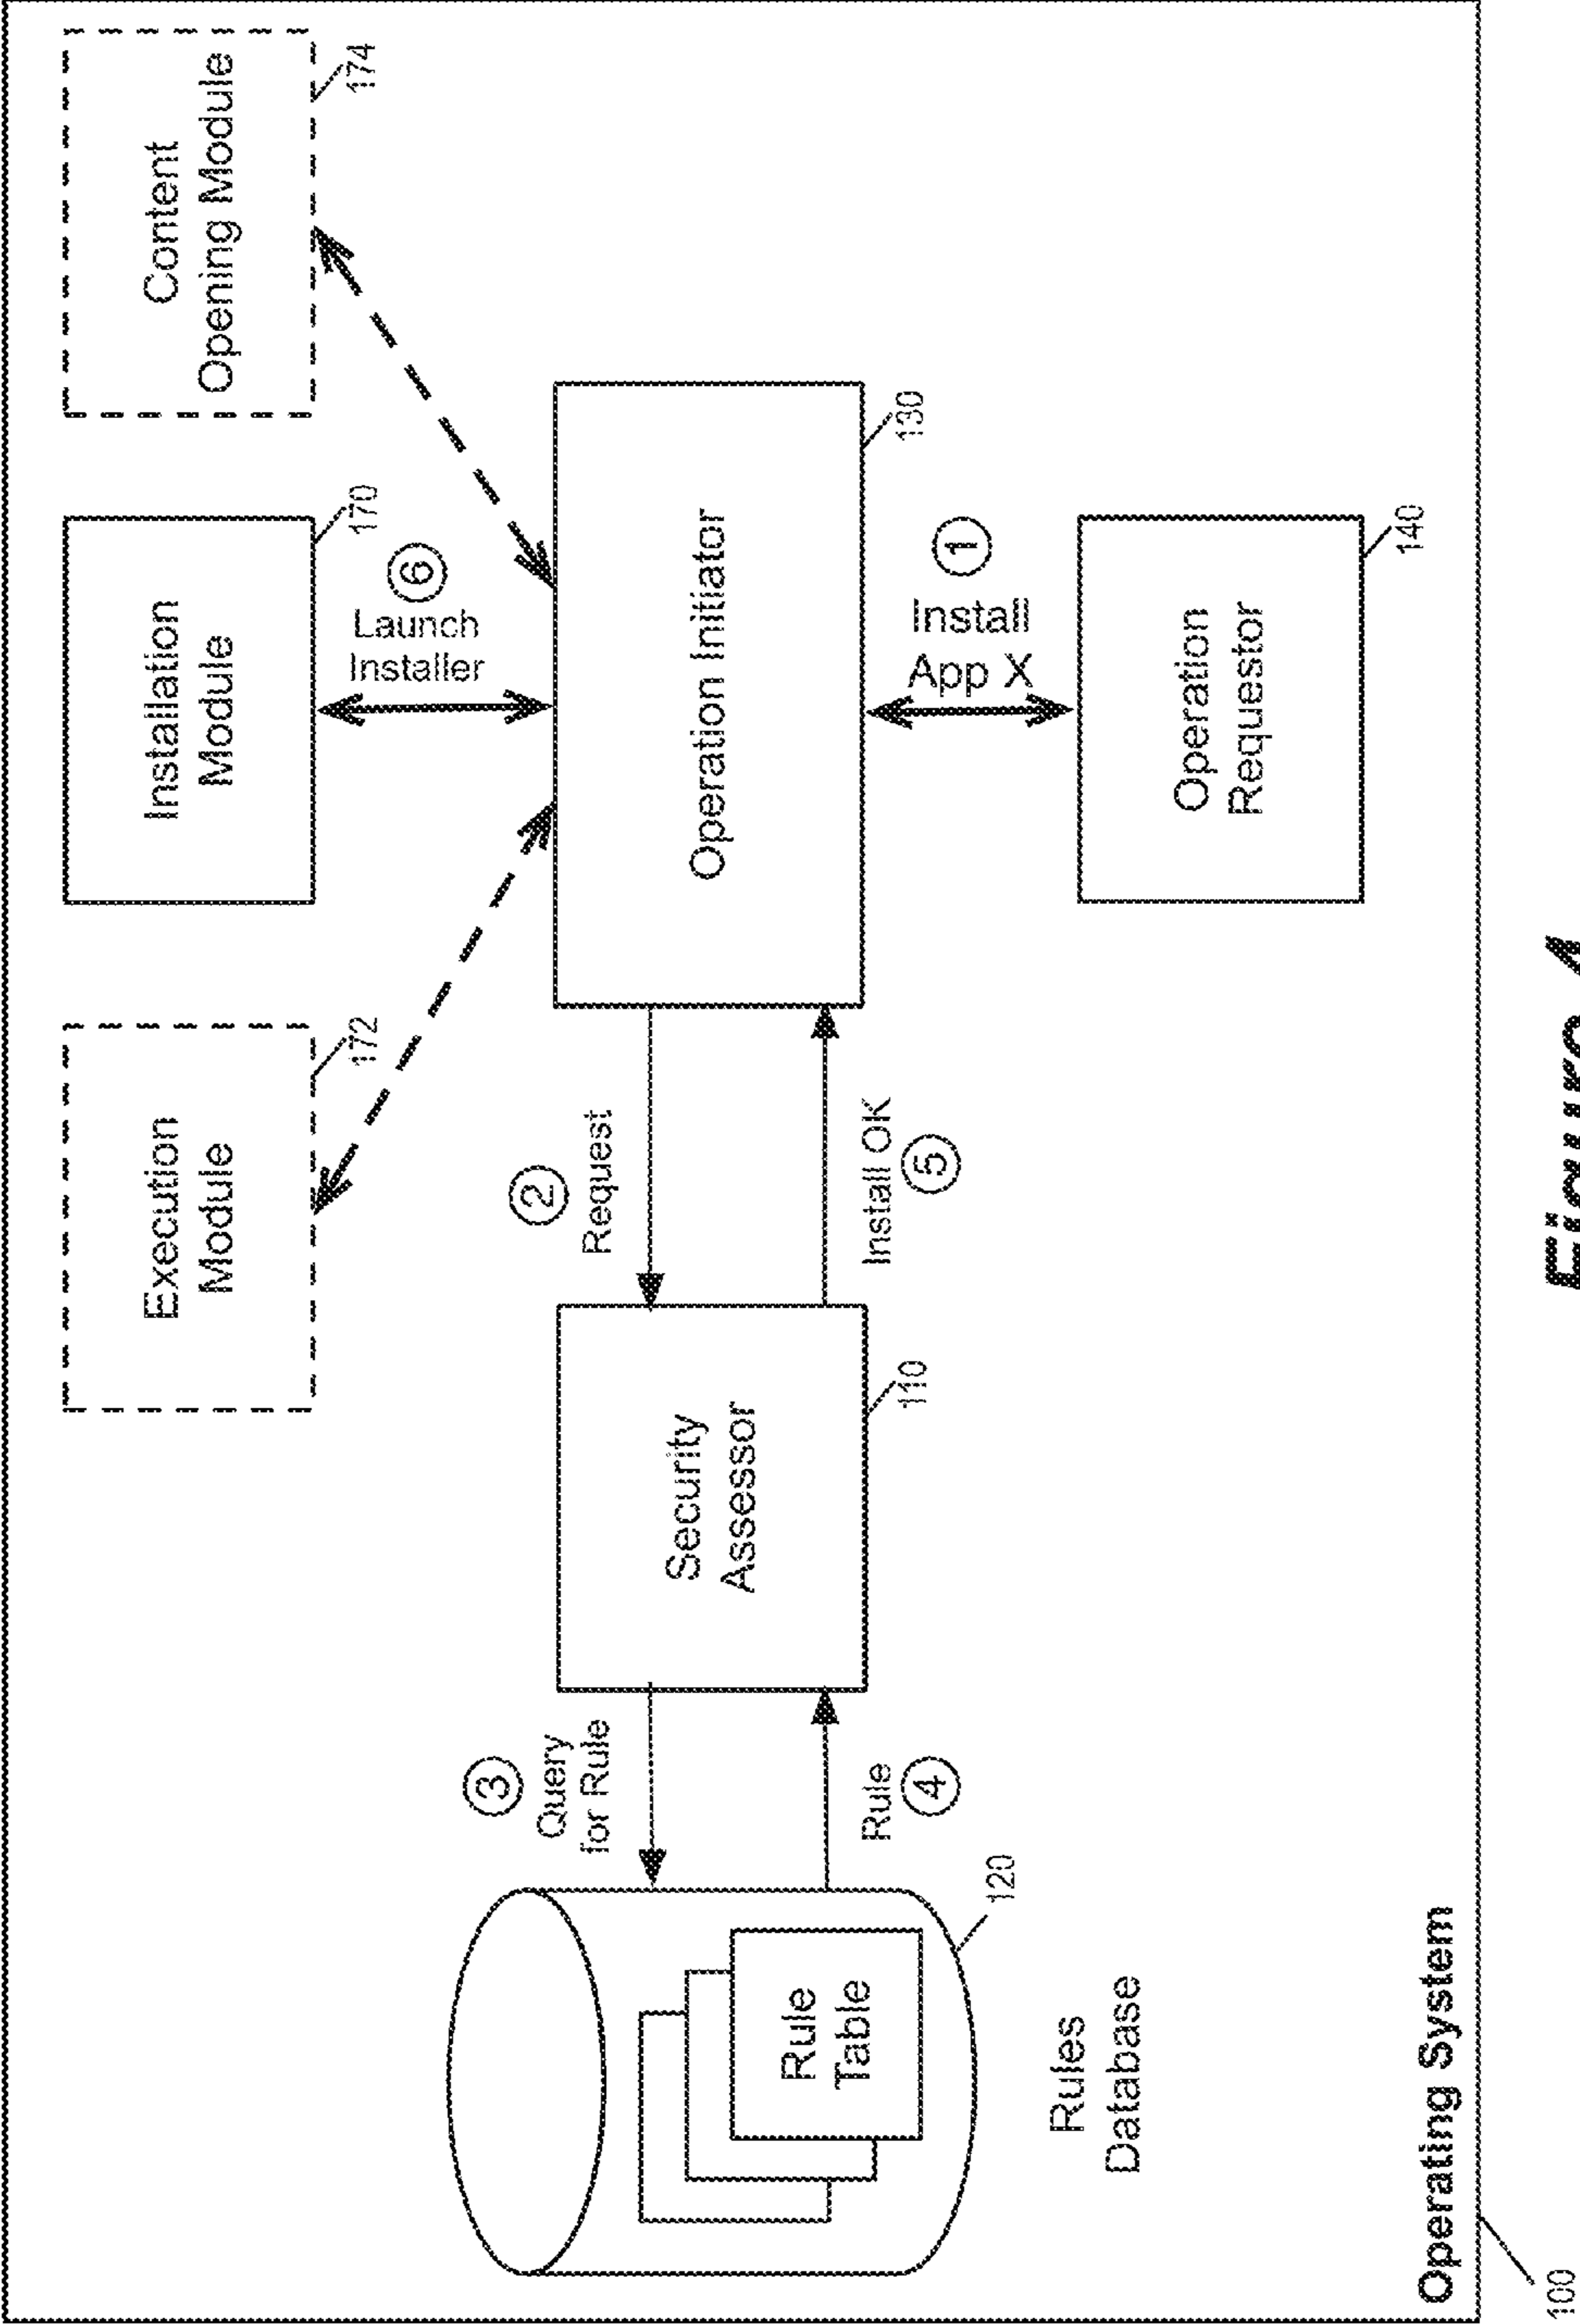 Execution
Module
172
Installation
Module
170
Content
Opening Module
174
6
Launch
Installer
3
Query
for Rule
2
Request
Rule
Table
Security
Assessor
Operation Initiator
Rule
4
Install OK
5
120
110
130
Rules
Database
1
Install
App X
Operation
Requestor
140
Operating System
100
Figure 4